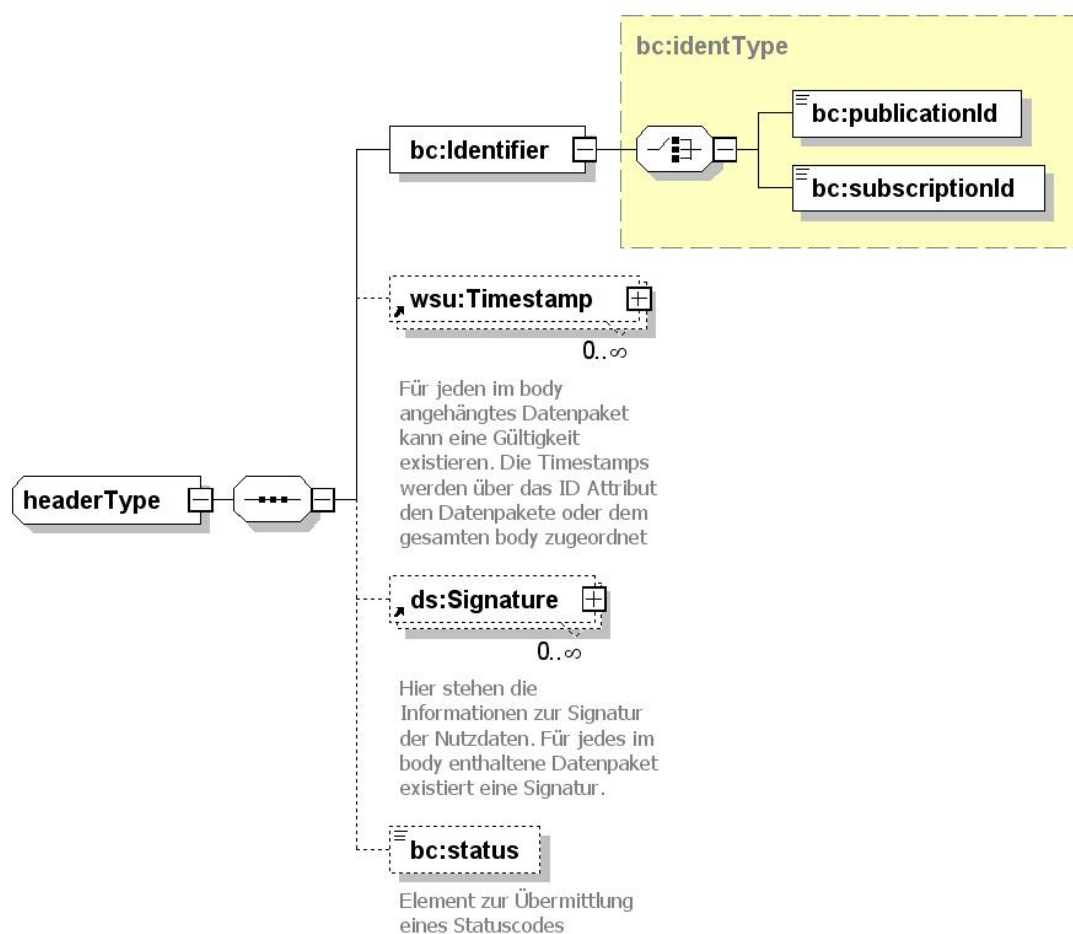 bc:identType
bc:publicationId
bc:Identifier
bc:subscriptionId
wsu:Timestamp
0..∞
Für jeden im body
angehängtes Datenpaket
kann eine Gültigkeit
existieren. Die Timestamps
werden über das ID Attribut
den Datenpakete oder dem
gesamten body zugeordnet
headerType
ds:Signature
0..∞
Hier stehen die
Informationen zur Signatur
der Nutzdaten. Für jedes im
body enthaltene Datenpaket
existiert eine Signatur.
bc:status
Element zur Übermittlung
eines Statuscodes